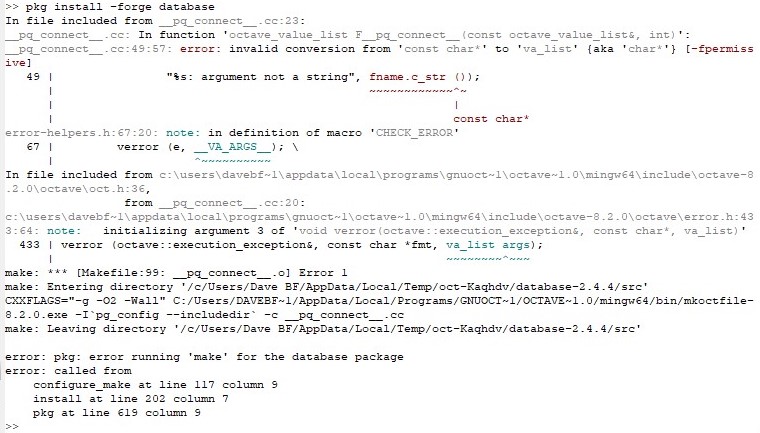 >> pkg install -forge database
In file included from __pq_connect__.cc:23:
__pq_connect__.cc: In function 'octave_value_list F__pq_connect__(const octave_value_list&, int)':
__pq_connect__.cc:49:57: error: invalid conversion from 'const char*' to 'va_list' {aka 'char*'} [-fpermiss
ive]
   49 |                 "%s: argument not a string", fname.c_str ());
      |                                              ~~~~~~~~~~~~^~
      |                                                          |
      |                                                          const char*
error-helpers.h:67:20: note: in definition of macro 'CHECK_ERROR'
   67 |         verror (e, __VA_ARGS__); \
      |                    ^~~~~~~~~~~
In file included from c:\users\davebf~1\appdata\local\programs\gnuoct~1\octave~1.0\mingw64\include\octave-8
.2.0\octave\oct.h:36,
                 from __pq_connect__.cc:20:
c:\users\davebf~1\appdata\local\programs\gnuoct~1\octave~1.0\mingw64\include\octave-8.2.0\octave\error.h:43
3:64: note:   initializing argument 3 of 'void verror(octave::execution_exception&, const char*, va_list)'
  433 | verror (octave::execution_exception&, const char *fmt, va_list args);
      |                                                        ~~~~~~~~^~~~
make: *** [Makefile:99: __pq_connect__.o] Error 1
make: Entering directory '/c/Users/Dave BF/AppData/Local/Temp/oct-Kaqhdv/database-2.4.4/src'
CXXFLAGS="-g -O2 -Wall" C:/Users/DAVEBF~1/AppData/Local/Programs/GNUOCT~1/OCTAVE~1.0/mingw64/bin/mkoctfile-
8.2.0.exe -I`pg_config --includedir` -c __pq_connect__.cc
make: Leaving directory '/c/Users/Dave BF/AppData/Local/Temp/oct-Kaqhdv/database-2.4.4/src'

error: pkg: error running 'make' for the database package
error: called from
    configure_make at line 117 column 9
    install at line 202 column 7
    pkg at line 619 column 9
>>